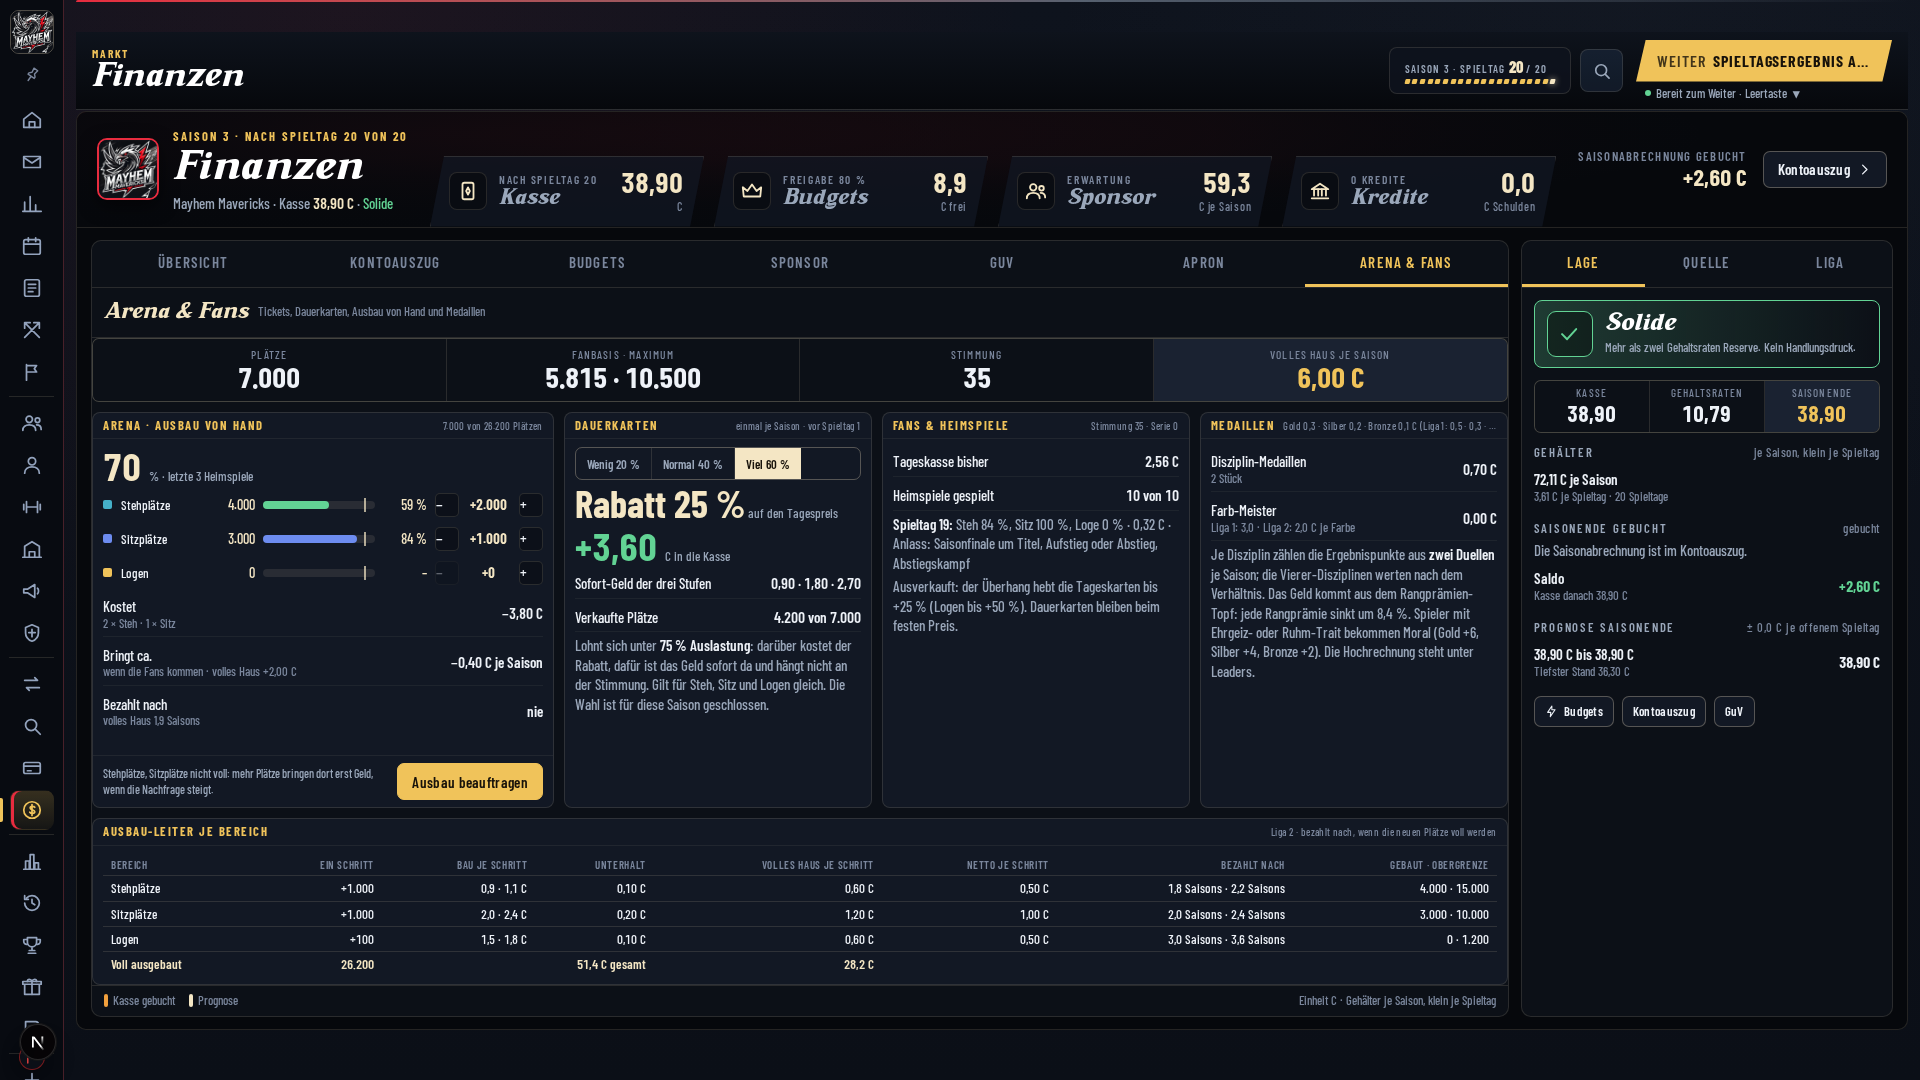 MARKT
Finanzen
SAISON 3 · SPIELTAG 20 / 20
WEITER SPIELTAGSERGEBNIS A...
Bereit zum Weiter · Leertaste ▼
MAYHEM
SAISON 3 · NACH SPIELTAG 20 VON 20
Finanzen
Mayhem Mavericks · Kasse 38,90 C · Solide
NACH SPIELTAG 20
Kasse
38,90
C
FREIGABE 80 %
Budgets
8,9
C frei
ERWARTUNG
Sponsor
59,3
C je Saison
0 KREDITE
Kredite
0,0
C Schulden
SAISONABRECHNUNG GEBUCHT
+2,60 C
Kontoauszug
ÜBERSICHT
KONTOAUSZUG
BUDGETS
SPONSOR
GUV
APRON
ARENA & FANS
Arena & Fans
Tickets, Dauerkarten, Ausbau von Hand und Medaillen
PLÄTZE
7.000
FANBASIS · MAXIMUM
5.815 · 10.500
STIMMUNG
35
VOLLES HAUS JE SAISON
6,00 C
ARENA · AUSBAU VON HAND
7.000 von 26.200 Plätzen
70 % · letzte 3 Heimspiele
Stehplätze 4.000 59 % – +2.000 +
Sitzplätze 3.000 84 % – +1.000 +
Logen 0 – – +0 +
Kostet
2 × Steh · 1 × Sitz
–3,80 C
Bringt ca.
wenn die Fans kommen · volles Haus +2,00 C
–0,40 C je Saison
Bezahlt nach
volles Haus 1,9 Saisons
nie
Stehplätze, Sitzplätze nicht voll: mehr Plätze bringen dort erst Geld,
wenn die Nachfrage steigt.
Ausbau beauftragen
DAUERKARTEN
einmal je Saison · vor Spieltag 1
Wenig 20 %
Normal 40 %
Viel 60 %
Rabatt 25 % auf den Tagespreis
+3,60 C in die Kasse
Sofort-Geld der drei Stufen 0,90 · 1,80 · 2,70
Verkaufte Plätze 4.200 von 7.000
Lohnt sich unter 75 % Auslastung: darüber kostet der
Rabatt, dafür ist das Geld sofort da und hängt nicht an
der Stimmung. Gilt für Steh, Sitz und Logen gleich. Die
Wahl ist für diese Saison geschlossen.
FANS & HEIMSPIELE
Stimmung 35 · Serie 0
Tageskasse bisher 2,56 C
Heimspiele gespielt 10 von 10
Spieltag 19: Steh 84 %, Sitz 100 %, Loge 0 % · 0,32 C ·
Anlass: Saisonfinale um Titel, Aufstieg oder Abstieg,
Abstiegskampf
Ausverkauft: der Überhang hebt die Tageskarten bis
+25 % (Logen bis +50 %). Dauerkarten bleiben beim
festen Preis.
MEDAILLEN
Gold 0,3 · Silber 0,2 · Bronze 0,1 C (Liga 1: 0,5 · 0,3 · ...
Disziplin-Medaillen
2 Stück
0,70 C
Farb-Meister
Liga 1: 3,0 · Liga 2: 2,0 C je Farbe
0,00 C
Je Disziplin zählen die Ergebnispunkte aus zwei Duellen
je Saison; die Vierer-Disziplinen werten nach dem
Verhältnis. Das Geld kommt aus dem Rangprämien-
Topf: jede Rangprämie sinkt um 8,4 %. Spieler mit
Ehrgeiz- oder Ruhm-Trait bekommen Moral (Gold +6,
Silber +4, Bronze +2). Die Hochrechnung steht unter
Leaders.
AUSBAU-LEITER JE BEREICH
Liga 2 · bezahlt nach, wenn die neuen Plätze voll werden
BEREICH EIN SCHRITT BAU JE SCHRITT UNTERHALT VOLLES HAUS JE SCHRITT NETTO JE SCHRITT BEZAHLT NACH GEBAUT · OBERGRENZE
Stehplätze +1.000 0,9 · 1,1 C 0,10 C 0,60 C 0,50 C 1,8 Saisons · 2,2 Saisons 4.000 · 15.000
Sitzplätze +1.000 2,0 · 2,4 C 0,20 C 1,20 C 1,00 C 2,0 Saisons · 2,4 Saisons 3.000 · 10.000
Logen +100 1,5 · 1,8 C 0,10 C 0,60 C 0,50 C 3,0 Saisons · 3,6 Saisons 0 · 1.200
Voll ausgebaut 26.200 51,4 C gesamt 28,2 C
Kasse gebucht
Prognose
Einheit C · Gehälter je Saison, klein je Spieltag
LAGE
QUELLE
LIGA
Solide
Mehr als zwei Gehaltsraten Reserve. Kein Handlungsdruck.
KASSE
38,90
GEHALTSRATEN
10,79
SAISONENDE
38,90
GEHÄLTER
je Saison, klein je Spieltag
72,11 C je Saison
3,61 C je Spieltag · 20 Spieltage
SAISONENDE GEBUCHT
gebucht
Die Saisonabrechnung ist im Kontoauszug.
Saldo
Kasse danach 38,90 C
+2,60 C
PROGNOSE SAISONENDE
± 0,0 C je offenem Spieltag
38,90 C bis 38,90 C
Tiefster Stand 36,30 C
38,90 C
Budgets
Kontoauszug
GuV
N